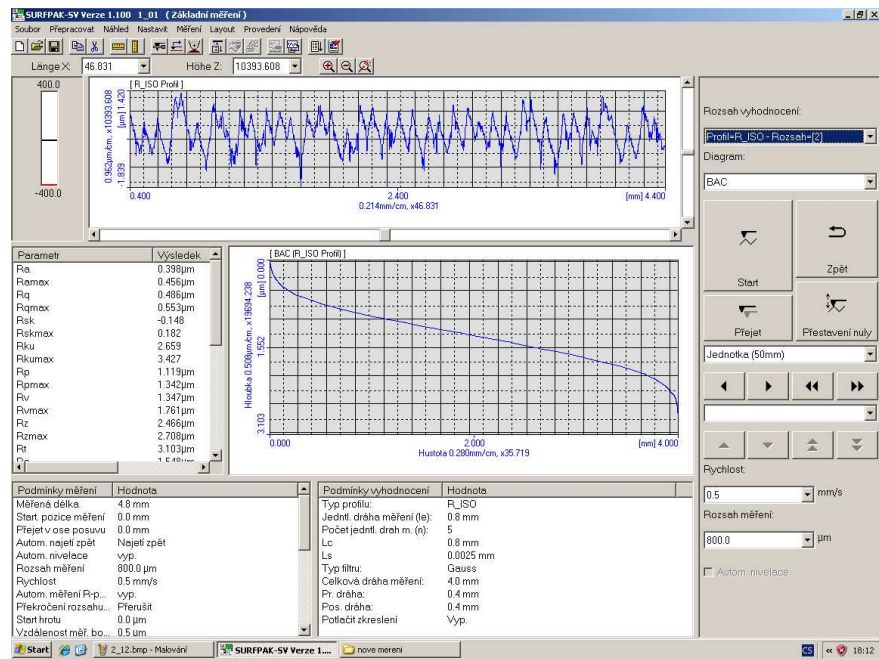 SURFPAK-SV Verze 1.100 1_01 ( Základní měření )
Soubor Přepracovat Náhled Nastavit Měření Layout Provedení Nápověda
Länge X: 46.831 Höhe Z: 10393.608
400.0
-400.0
[ R_ISO Profil ]
0.962µm/cm, x10393.608
[µm] 1.420
-1.839
0.400 2.400 [mm] 4.400
0.214mm/cm, x46.831
Rozsah vyhodnocení:
Profil=R_ISO - Rozsah=[2]
Diagram:
BAC
Start
Zpět
Přejet
Přestavení nuly
Jednotka (50mm)
Rychlost:
0.5 mm/s
Rozsah měření:
800.0 µm
Autom. nivelace
Parametr Výsledek
Ra 0.398µm
Ramax 0.456µm
Rq 0.486µm
Rqmax 0.553µm
Rsk -0.148
Rskmax 0.182
Rku 2.659
Rkumax 3.427
Rp 1.119µm
Rpmax 1.342µm
Rv 1.347µm
Rvmax 1.761µm
Rz 2.466µm
Rzmax 2.708µm
Rt 3.103µm
[ BAC (R_ISO Profil) ]
Hloubka 0.508µm/cm, x19694.238
[µm] 0.000
1.552
3.103
0.000 2.000 [mm] 4.000
Hustota 0.280mm/cm, x35.719
Podmínky měření Hodnota
Měřená délka 4.8 mm
Start. pozice měření 0.0 mm
Přejet v ose posuvu 0.0 mm
Autom. najetí zpět Najetí zpět
Autom. nivelace vyp.
Rozsah měření 800.0 µm
Rychlost 0.5 mm/s
Autom. měření R-p... vyp.
Překročení rozsahu... Přerušit
Start hrotu 0.0 µm
Vzdálenost měř. bo... 0.5 um
Podmínky vyhodnocení Hodnota
Typ profilu: R_ISO
Jedntl. dráha měření (le): 0.8 mm
Počet jedntl. drah m. (n): 5
Lc 0.8 mm
Ls 0.0025 mm
Typ filtru: Gauss
Celková dráha měření: 4.0 mm
Pr. dráha: 0.4 mm
Pos. dráha: 0.4 mm
Potlačit zkreslení Vyp.
Start 2_12.bmp - Malování SURFPAK-SV Verze 1.... nove mereni CS 18:12